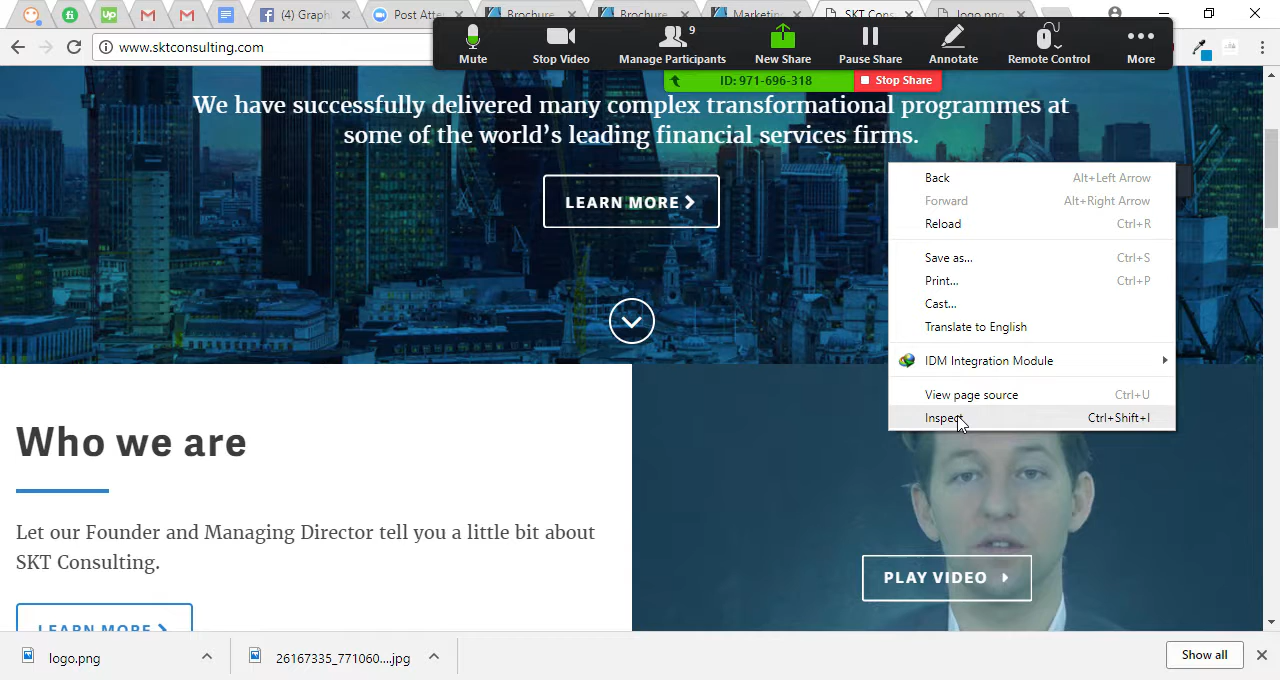 Up
(4) Graph
Post Atte
Brochure
Brochure
Marketin
SKT Cons
logo.png
www.sktconsulting.com
Mute
Stop Video
9
Manage Participants
New Share
Pause Share
Annotate
Remote Control
More
ID: 971-696-318
Stop Share
We have successfully delivered many complex transformational programmes at
some of the world's leading financial services firms.
LEARN MORE
Back Alt+Left Arrow
Forward Alt+Right Arrow
Reload Ctrl+R
Save as... Ctrl+S
Print... Ctrl+P
Cast...
Translate to English
IDM Integration Module
View page source Ctrl+U
Inspect Ctrl+Shift+I
Who we are
Let our Founder and Managing Director tell you a little bit about
SKT Consulting.
LEARN MORE
PLAY VIDEO
logo.png
26167335_771060....jpg
Show all